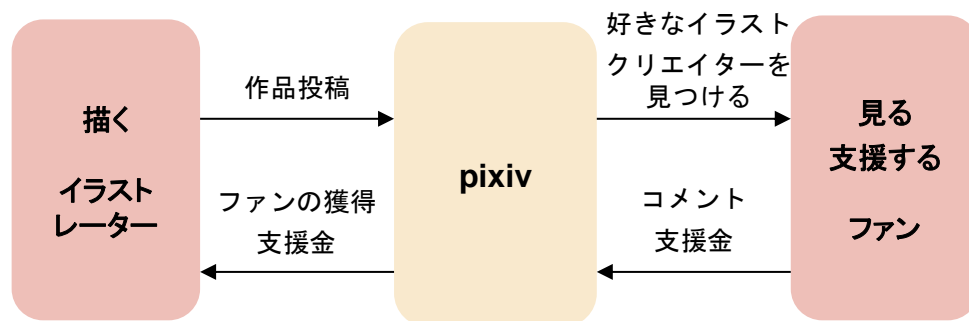 描く
イラスト
レーター
作品投稿
ファンの獲得
支援金
pixiv
好きなイラスト
クリエイターを
見つける
コメント
支援金
見る
支援する
ファン